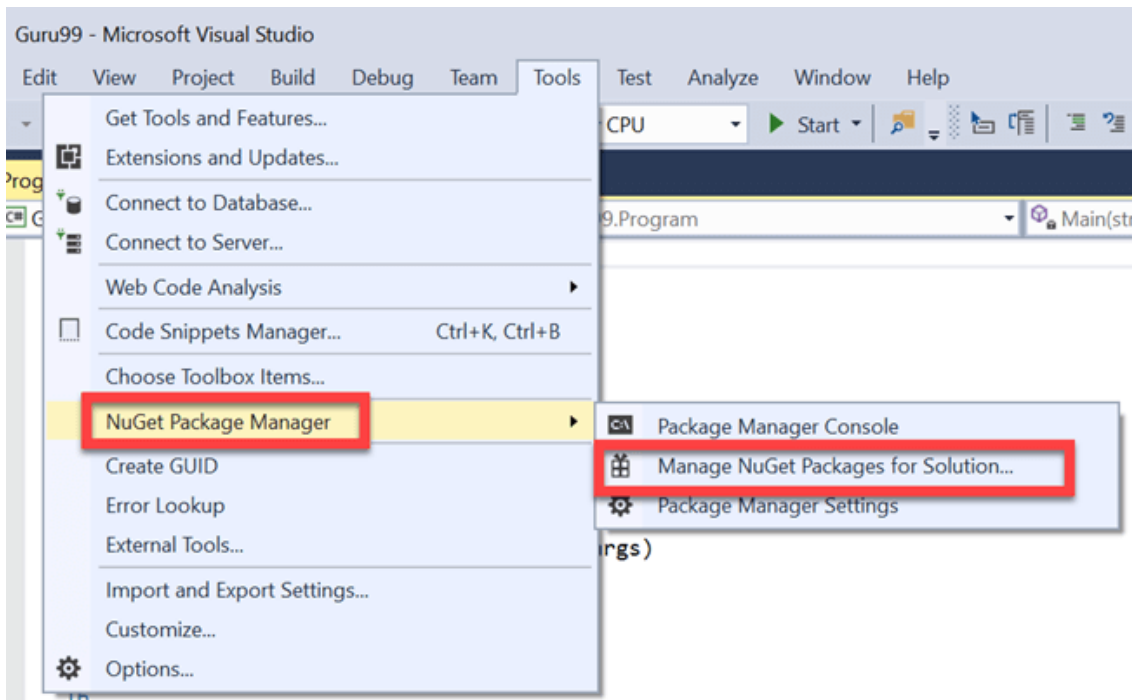 Guru99 - Microsoft Visual Studio
Edit View Project Build Debug Team Tools Test Analyze Window Help
Get Tools and Features...
CPU Start
Extensions and Updates...
Prog
Connect to Database...
C# G 9.Program Main(str
Connect to Server...
Web Code Analysis
Code Snippets Manager... Ctrl+K, Ctrl+B
Choose Toolbox Items...
NuGet Package Manager
Package Manager Console
Create GUID
Manage NuGet Packages for Solution...
Error Lookup
Package Manager Settings
External Tools...
rgs)
Import and Export Settings...
Customize...
Options...